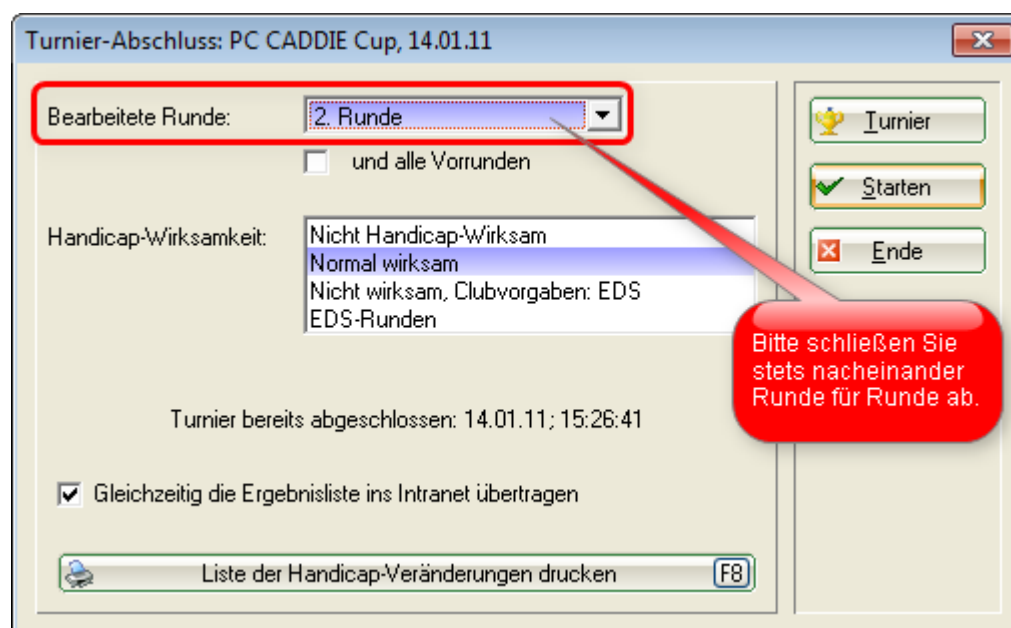 Turnier-Abschluss: PC CADDIE Cup, 14.01.11
Bearbeitete Runde: 2. Runde
und alle Vorrunden
Handicap-Wirksamkeit: Nicht Handicap-Wirksam
Normal wirksam
Nicht wirksam, Clubvorgaben: EDS
EDS-Runden
Turnier bereits abgeschlossen: 14.01.11; 15:26:41
Gleichzeitig die Ergebnisliste ins Intranet übertragen
Liste der Handicap-Veränderungen drucken F8
Turnier
Starten
Ende
Bitte schließen Sie
stets nacheinander
Runde für Runde ab.